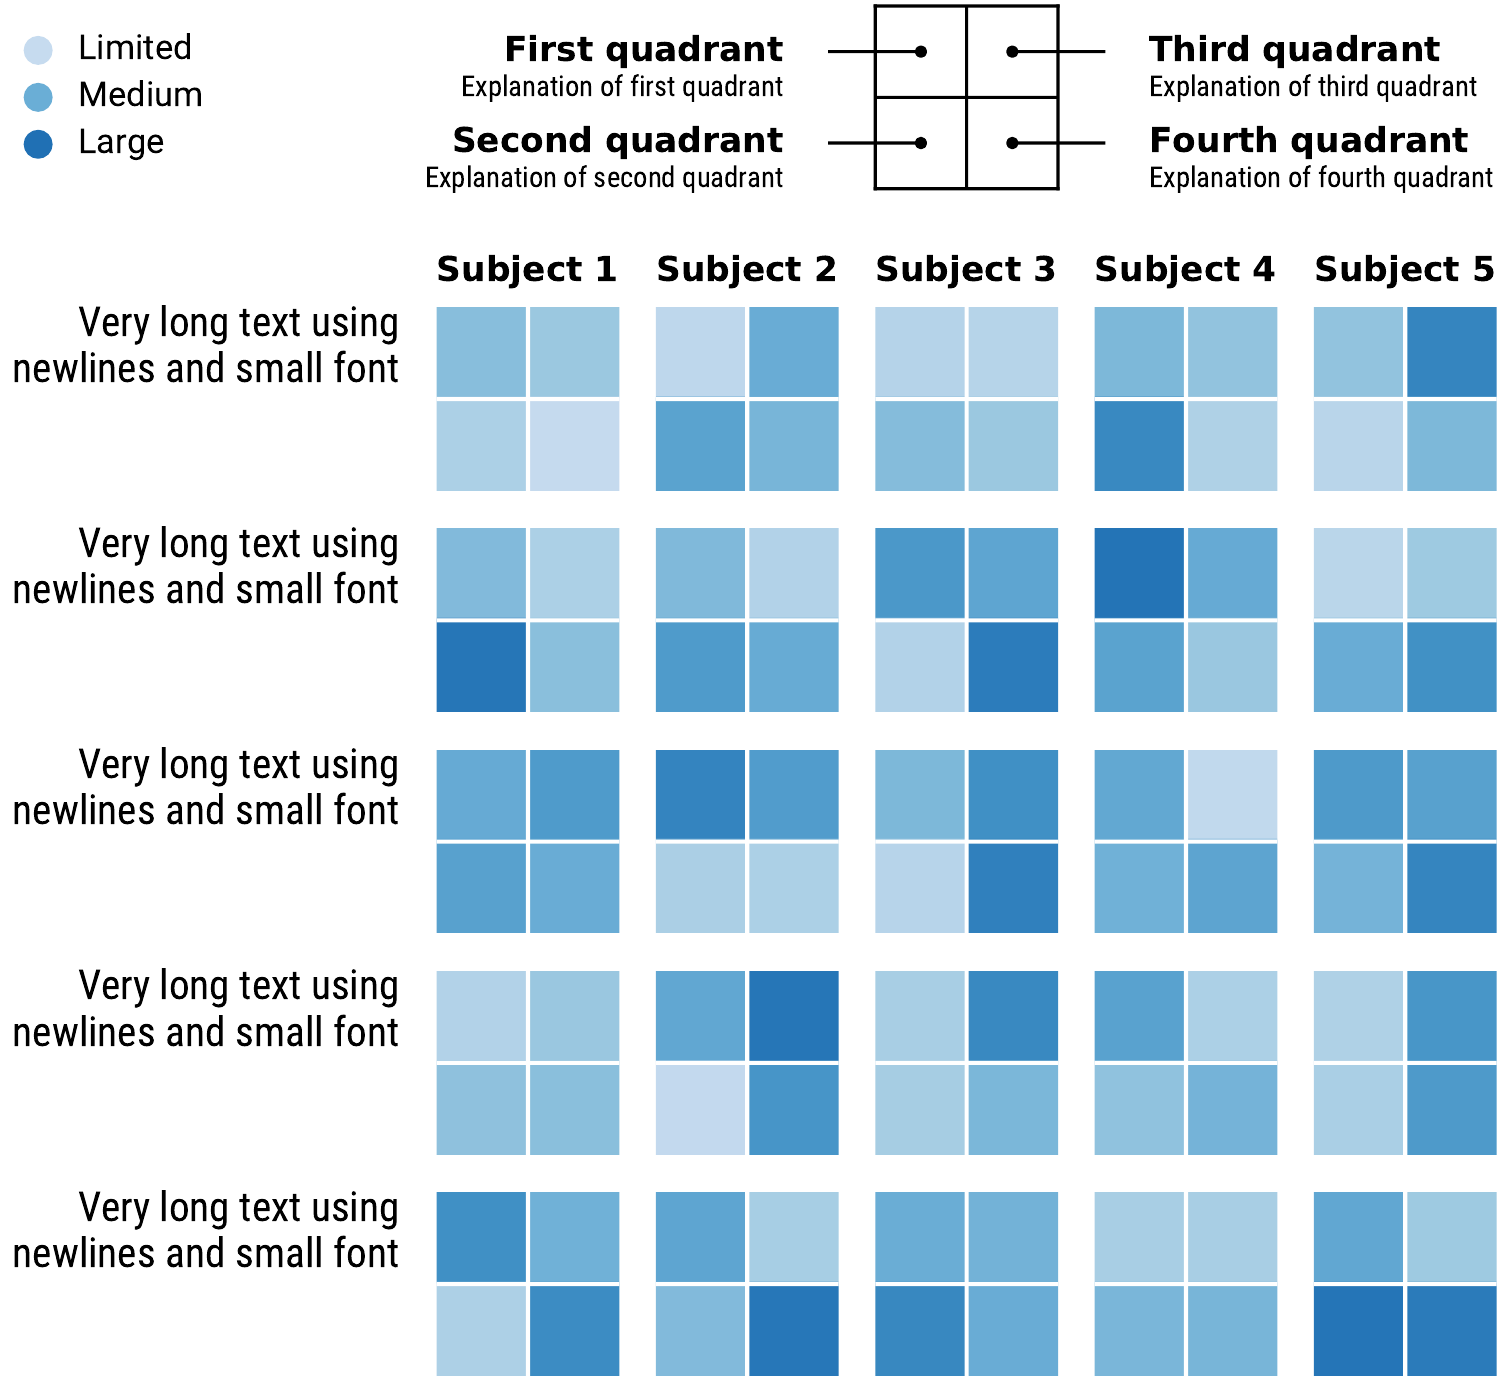 Limited
Medium
Large
First quadrant
Explanation of first quadrant
Second quadrant
Explanation of second quadrant
Third quadrant
Explanation of third quadrant
Fourth quadrant
Explanation of fourth quadrant
Subject 1 Subject 2 Subject 3 Subject 4 Subject 5
Very long text using
newlines and small font
Very long text using
newlines and small font
Very long text using
newlines and small font
Very long text using
newlines and small font
Very long text using
newlines and small font